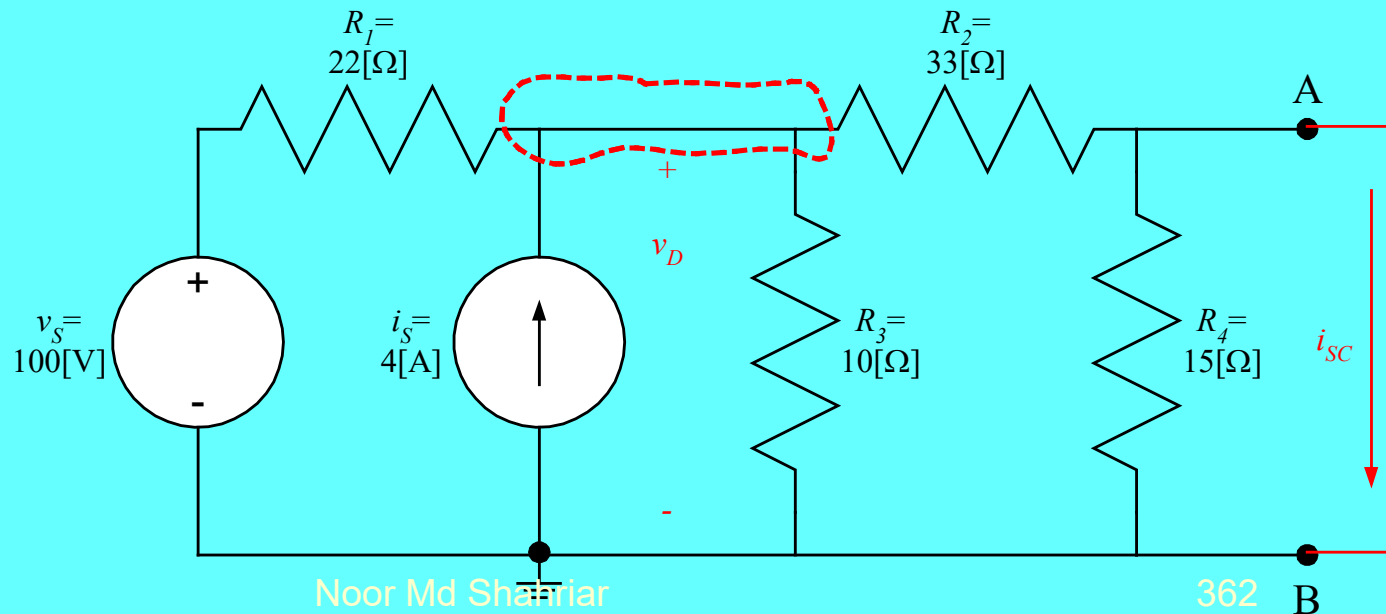 R1=
22[Ω]
R2=
33[Ω]
A
+
vD
+
vS=
100[V]
-
iS=
4[A]
R3=
10[Ω]
R4=
15[Ω]
iSC
-
Noor Md Shahriar
362
B